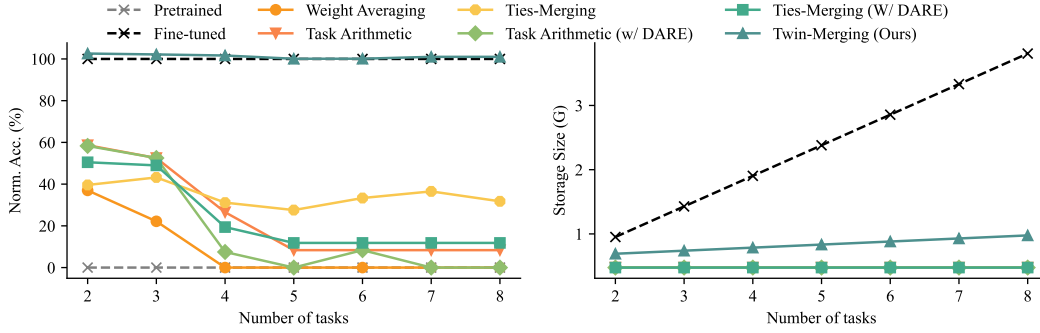 Pretrained
Weight Averaging
Ties-Merging
Ties-Merging (W/ DARE)
Fine-tuned
Task Arithmetic
Task Arithmetic (w/ DARE)
Twin-Merging (Ours)
Norm. Acc. (%)
100
80
60
40
20
0
2 3 4 5 6 7 8
Number of tasks
Storage Size (G)
3
2
1
2 3 4 5 6 7 8
Number of tasks